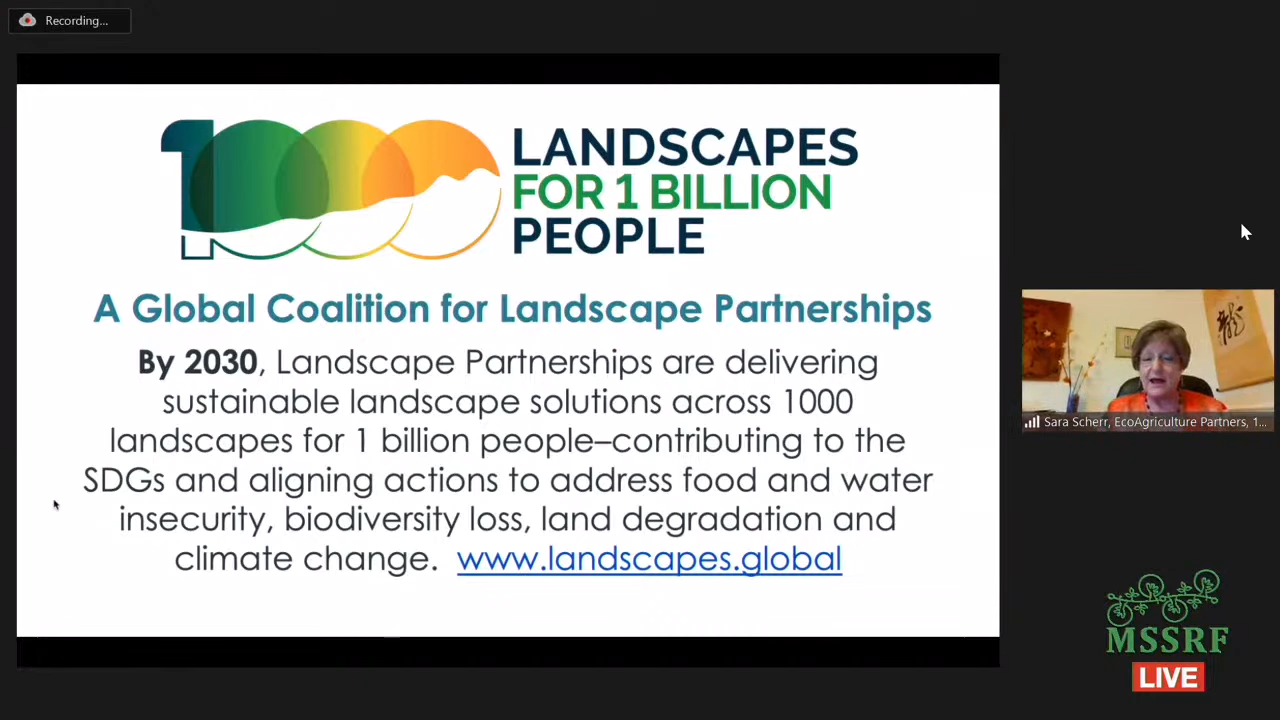 Recording...
1000
LANDSCAPES
FOR 1 BILLION
PEOPLE
A Global Coalition for Landscape Partnerships
By 2030, Landscape Partnerships are delivering
sustainable landscape solutions across 1000
landscapes for 1 billion people–contributing to the
SDGs and aligning actions to address food and water
insecurity, biodiversity loss, land degradation and
climate change. www.landscapes.global
Sara Scherr, EcoAgriculture Partners, 1...
MSSRF
LIVE